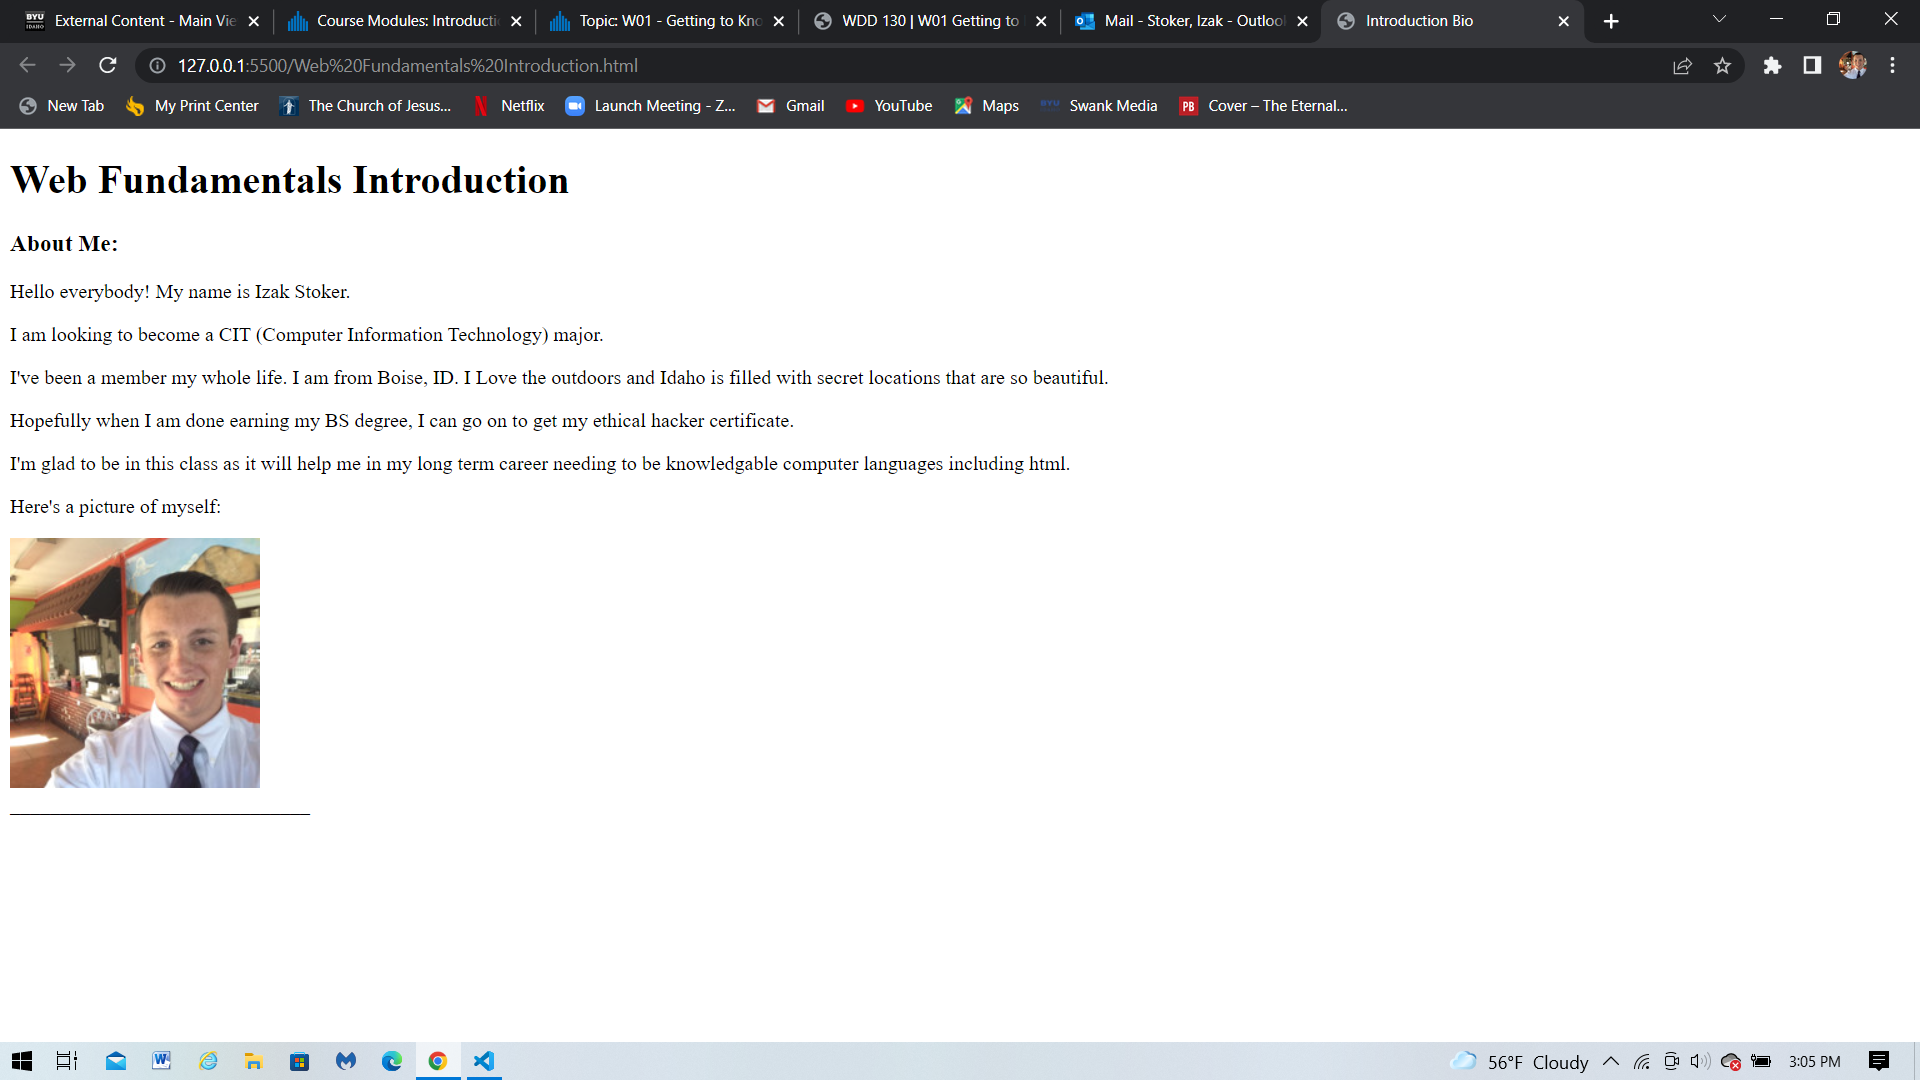 External Content - Main Vie
Course Modules: Introducti
Topic: W01 - Getting to Kno
WDD 130 | W01 Getting to
Mail - Stoker, Izak - Outloo
Introduction Bio
127.0.0.1:5500/Web%20Fundamentals%20Introduction.html
New Tab
My Print Center
The Church of Jesus...
Netflix
Launch Meeting - Z...
Gmail
YouTube
Maps
Swank Media
PB
Cover – The Eternal...
Web Fundamentals Introduction
About Me:
Hello everybody! My name is Izak Stoker.
I am looking to become a CIT (Computer Information Technology) major.
I've been a member my whole life. I am from Boise, ID. I Love the outdoors and Idaho is filled with secret locations that are so beautiful.
Hopefully when I am done earning my BS degree, I can go on to get my ethical hacker certificate.
I'm glad to be in this class as it will help me in my long term career needing to be knowledgable computer languages including html.
Here's a picture of myself:
56°F Cloudy
3:05 PM